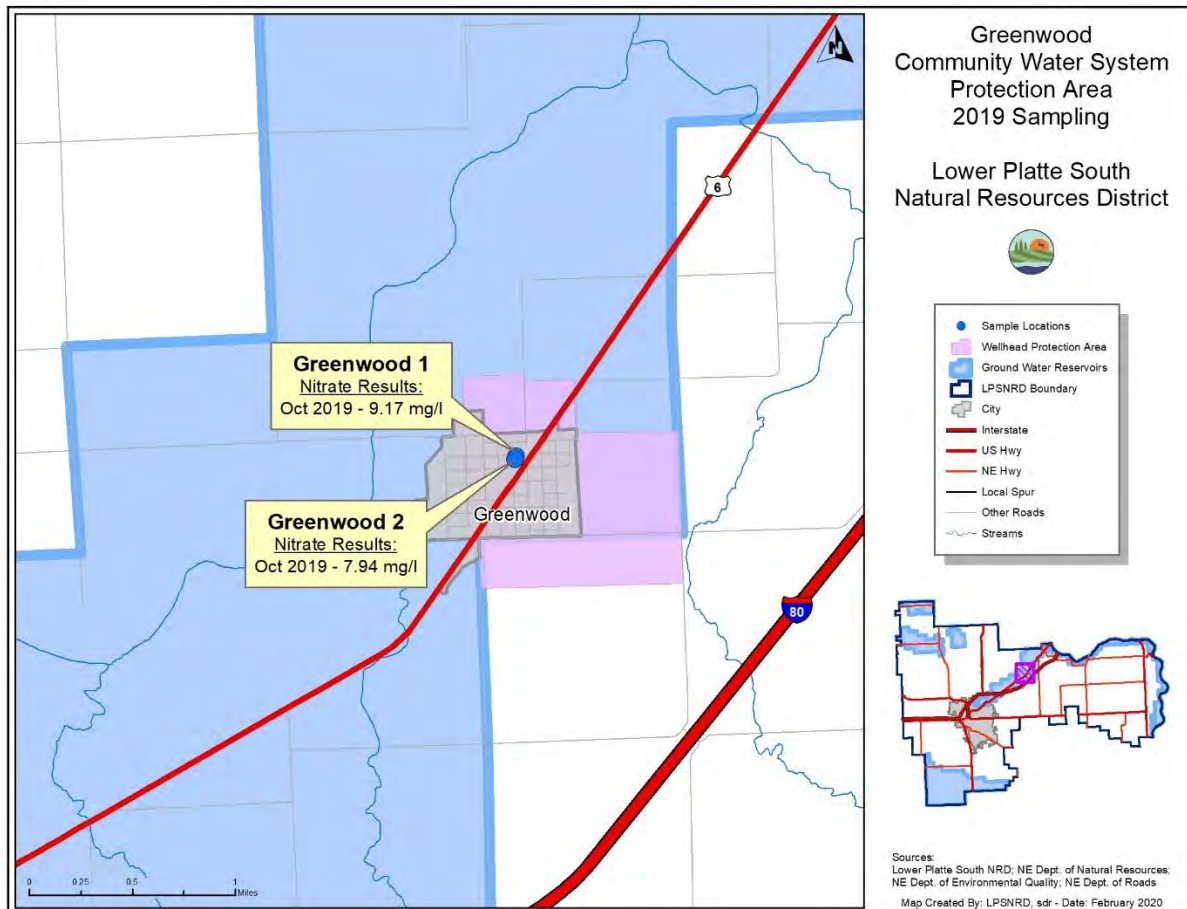 Greenwood
Community Water System
Protection Area
2019 Sampling
Lower Platte South
Natural Resources District
N
6
Greenwood 1
Nitrate Results:
Oct 2019 - 9.17 mg/l
Greenwood 2
Nitrate Results:
Oct 2019 - 7.94 mg/l
Greenwood
80
0 0.25 0.5 1
Miles
Sample Locations
Wellhead Protection Area
Ground Water Reservoirs
LPSNRD Boundary
City
Interstate
US Hwy
NE Hwy
Local Spur
Other Roads
Streams
Sources:
Lower Platte South NRD; NE Dept. of Natural Resources;
NE Dept. of Environmental Quality; NE Dept. of Roads
Map Created By: LPSNRD, sdr - Date: February 2020